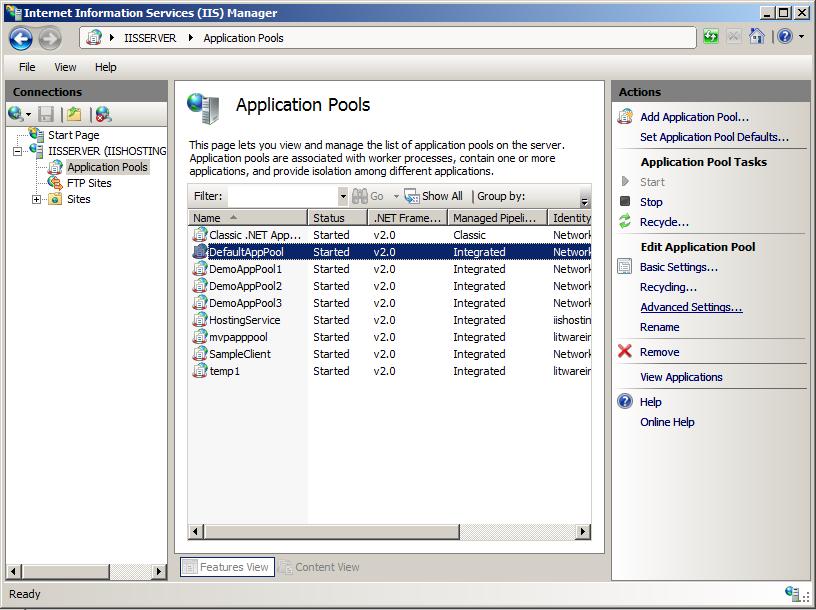 Internet Information Services (IIS) Manager
IISSERVER Application Pools
File View Help
Connections
Start Page
IISSERVER (IISHOSTING
Application Pools
FTP Sites
Sites
Application Pools
This page lets you view and manage the list of application pools on the server.
Application pools are associated with worker processes, contain one or more
applications, and provide isolation among different applications.
Filter: Go Show All Group by:
Name Status .NET Frame... Managed Pipeli... Identity
Classic .NET App... Started v2.0 Classic Network
DefaultAppPool Started v2.0 Integrated Network
DemoAppPool1 Started v2.0 Integrated Network
DemoAppPool2 Started v2.0 Integrated Network
DemoAppPool3 Started v2.0 Integrated Network
HostingService Started v2.0 Integrated iishostin
mvpapppool Started v2.0 Integrated litwarein
SampleClient Started v2.0 Integrated Network
temp1 Started v2.0 Integrated litwarein
Features View Content View
Actions
Add Application Pool...
Set Application Pool Defaults...
Application Pool Tasks
Start
Stop
Recycle...
Edit Application Pool
Basic Settings...
Recycling...
Advanced Settings...
Rename
Remove
View Applications
Help
Online Help
Ready